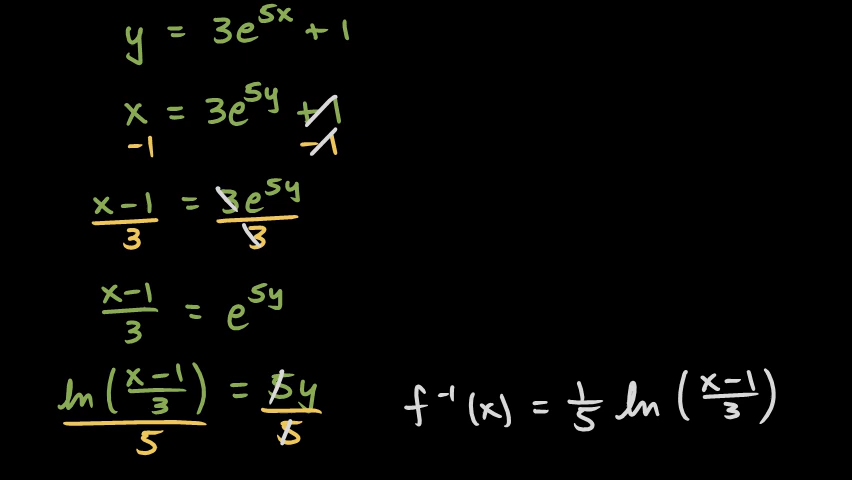 y = 3e^{5x} + 1
x = 3e^{5y} + 1
-1 -1
x-1 = 3e^{5y}
3 3
x-1
3 = e^{5y}
ln(x-1/3) = 5y
5 5
f^{-1}(x) = 1/5 ln(x-1/3)